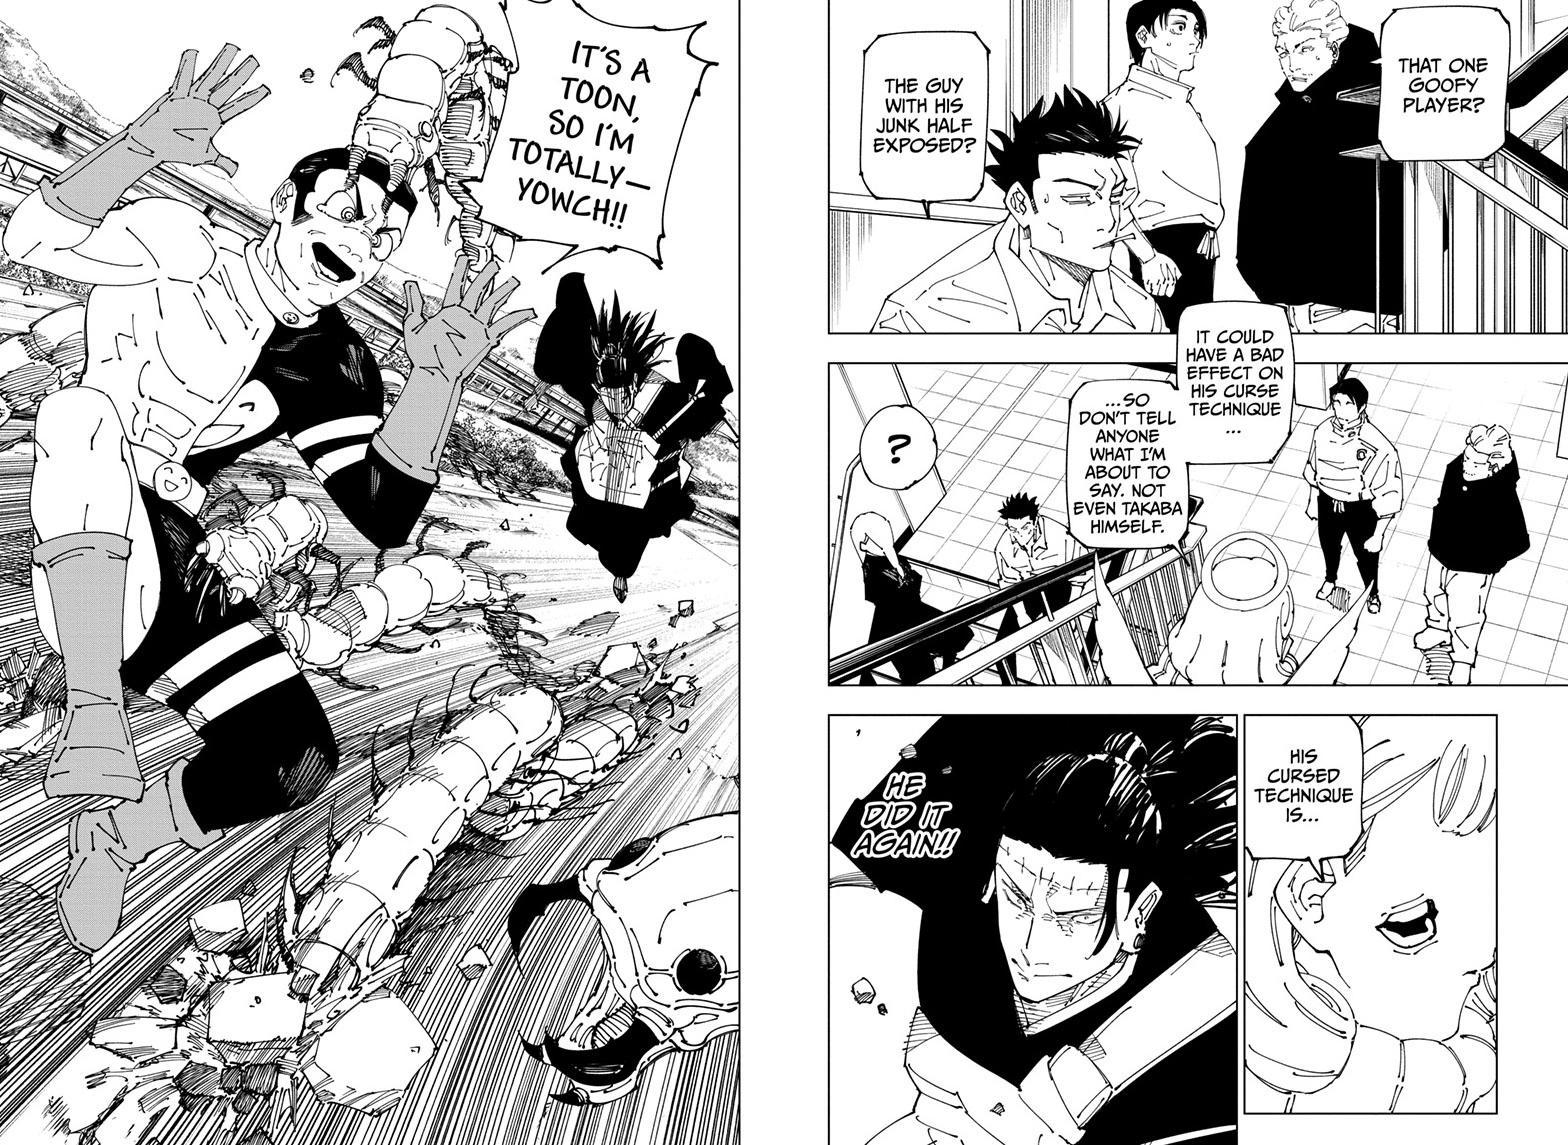 THAT ONE
GOOFY
PLAYER?
THE GUY
WITH HIS
JUNK HALF
EXPOSED?
IT COULD
HAVE A BAD
EFFECT ON
HIS CURSE
TECHNIQUE
...
...SO
DON'T TELL
ANYONE
WHAT I'M
ABOUT TO
SAY. NOT
EVEN TAKABA
HIMSELF.
?
HIS
CURSED
TECHNIQUE
IS...
HE
DID IT
AGAIN!!
IT'S A
TOON,
SO I'M
TOTALLY—
YOWCH!!